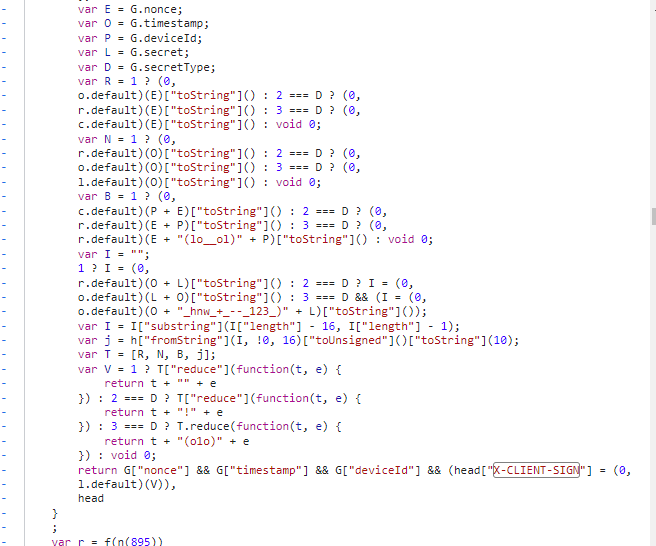 var E = G.nonce;
var O = G.timestamp;
var P = G.deviceId;
var L = G.secret;
var D = G.secretType;
var R = 1 ? (0,
o.default)(E)["toString"]() : 2 === D ? (0,
r.default)(E)["toString"]() : 3 === D ? (0,
c.default)(E)["toString"]() : void 0;
var N = 1 ? (0,
r.default)(O)["toString"]() : 2 === D ? (0,
o.default)(O)["toString"]() : 3 === D ? (0,
l.default)(O)["toString"]() : void 0;
var B = 1 ? (0,
c.default)(P + E)["toString"]() : 2 === D ? (0,
r.default)(E + P)["toString"]() : 3 === D ? (0,
r.default)(E + "(lo__ol)" + P)["toString"]() : void 0;
var I = "";
1 ? I = (0,
r.default)(O + L)["toString"]() : 2 === D ? I = (0,
o.default)(L + O)["toString"]() : 3 === D && (I = (0,
o.default)(O + "_hnw_+_--_123_)" + L)["toString"]());
var I = I["substring"](I["length"] - 16, I["length"] - 1);
var j = h["fromString"](I, !0, 16)["toUnsigned"]()["toString"](10);
var T = [R, N, B, j];
var V = 1 ? T["reduce"](function(t, e) {
return t + "" + e
}) : 2 === D ? T["reduce"](function(t, e) {
return t + "!" + e
}) : 3 === D ? T.reduce(function(t, e) {
return t + "(olo)" + e
}) : void 0;
return G["nonce"] && G["timestamp"] && G["deviceId"] && (head["X-CLIENT-SIGN"] = (0,
l.default)(V)),
head
}
;
var r = f(n(895))